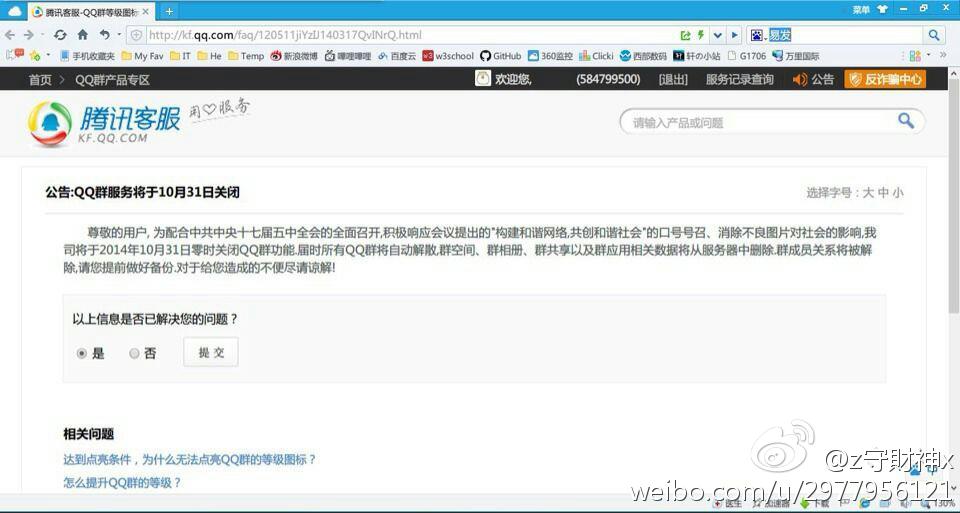 腾讯客服-QQ群等级图标
菜单
http://kf.qq.com/faq/120511jiYzIJ140317QvINrQ.html
易发
手机收藏夹 My Fav IT He Temp 新浪微博 哔哩哔哩 百度云 w3school GitHub 360监控 Clicki 西部数码 轩の小站 G1706 万里国际
首页 QQ群产品专区 欢迎您, (584799500) [退出] 服务记录查询 公告 反诈骗中心
腾讯客服 用♡服务
KF.QQ.COM
请输入产品或问题
公告:QQ群服务将于10月31日关闭 选择字号：大 中 小
尊敬的用户, 为配合中共中央十七届五中全会的全面召开,积极响应会议提出的"构建和谐网络,共创和谐社会"的口号号召、消除不良图片对社会的影响,我
司将于2014年10月31日零时关闭QQ群功能.届时所有QQ群将自动解散,群空间、群相册、群共享以及群应用相关数据将从服务器中删除.群成员关系将被解
除,请您提前做好备份.对于给您造成的不便尽请谅解!
以上信息是否已解决您的问题？
是 否 提 交
相关问题
达到点亮条件，为什么无法点亮QQ群的等级图标？
怎么提升QQ群的等级？
@z守財神x
weibo.com/u/2977956121
医生 加速器 下载 130%